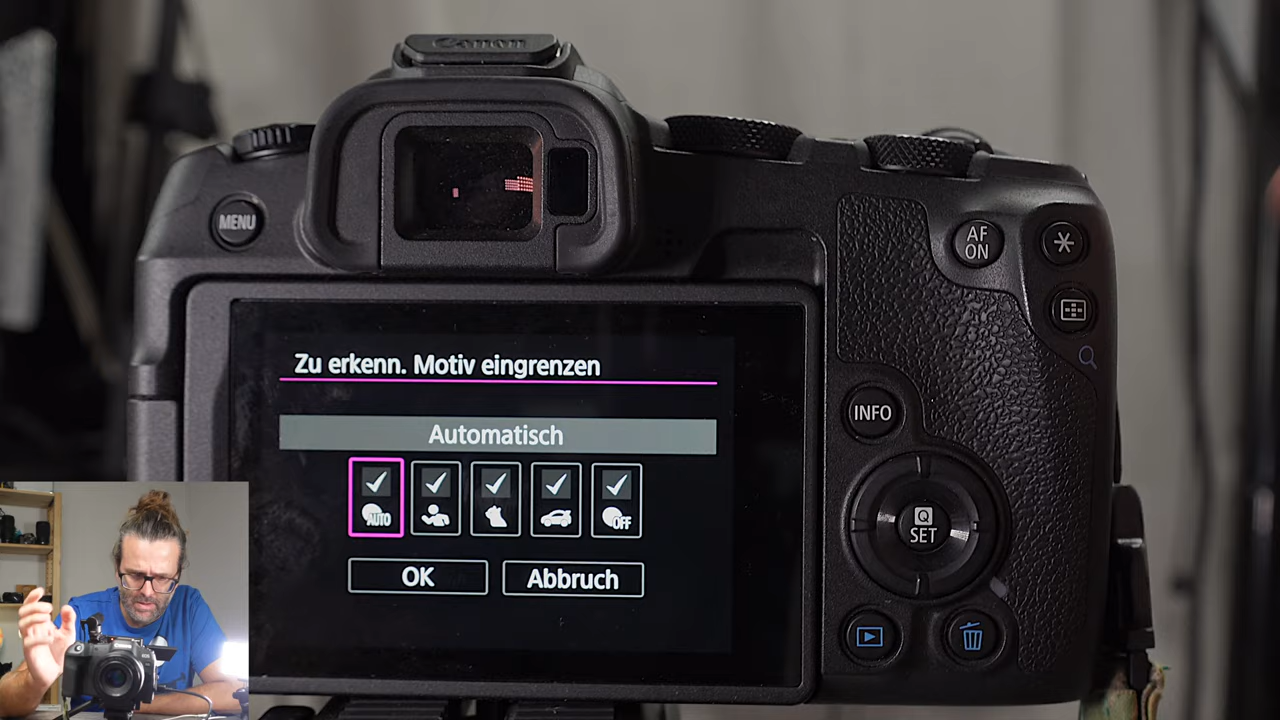 Canon
MENU
AF
ON
Zu erkenn. Motiv eingrenzen
Automatisch
AUTO
OFF
OK
Abbruch
INFO
Q
SET